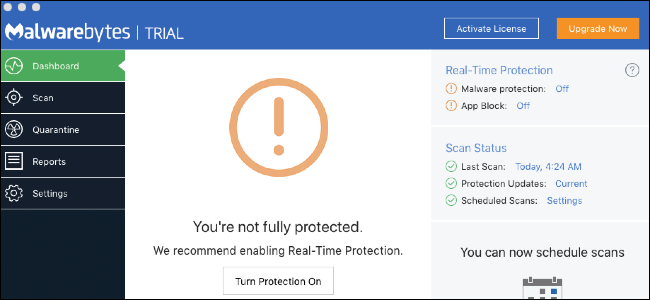 Malwarebytes | TRIAL
Activate License
Upgrade Now
Dashboard
Scan
Quarantine
Reports
Settings
You're not fully protected.
We recommend enabling Real-Time Protection.
Turn Protection On
Real-Time Protection ?
Malware protection: Off
App Block: Off
Scan Status
Last Scan: Today, 4:24 AM
Protection Updates: Current
Scheduled Scans: Settings
You can now schedule scans